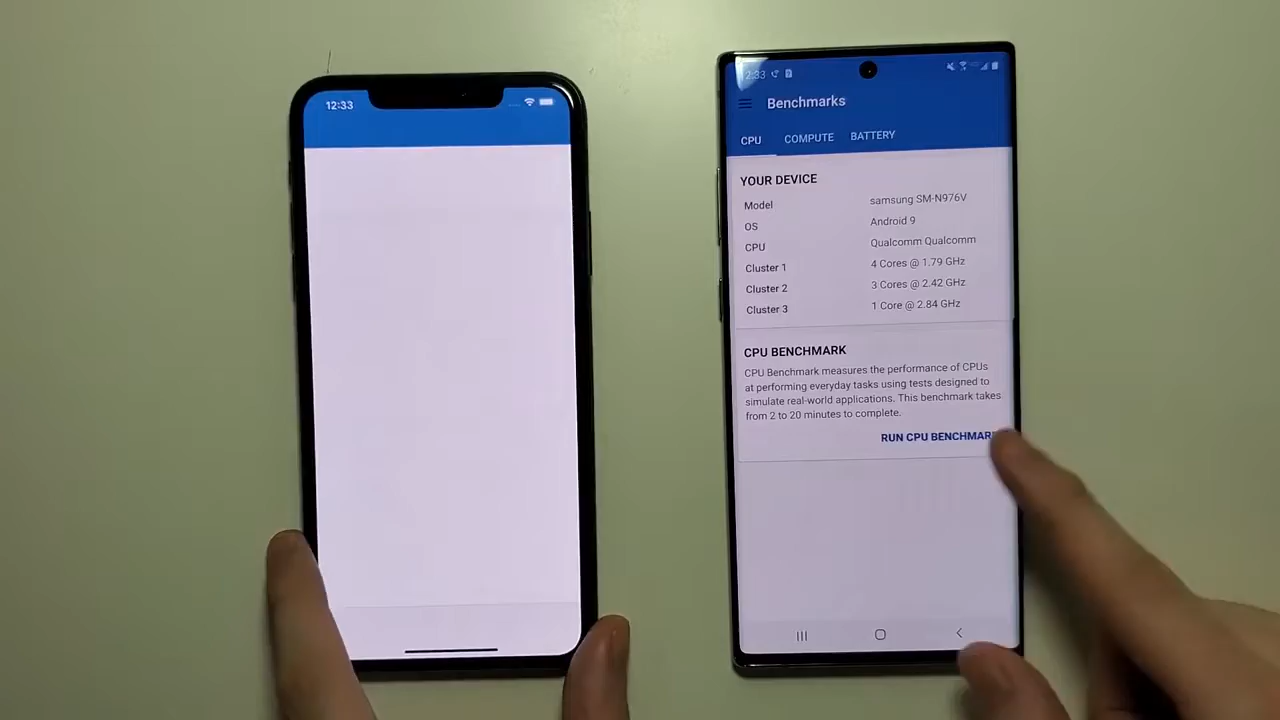 12:33
2:33
Benchmarks
CPU COMPUTE BATTERY
YOUR DEVICE
Model samsung SM-N976V
OS Android 9
CPU Qualcomm Qualcomm
Cluster 1 4 Cores @ 1.79 GHz
Cluster 2 3 Cores @ 2.42 GHz
Cluster 3 1 Core @ 2.84 GHz
CPU BENCHMARK
CPU Benchmark measures the performance of CPUs
at performing everyday tasks using tests designed to
simulate real-world applications. This benchmark takes
from 2 to 20 minutes to complete.
RUN CPU BENCHMARK